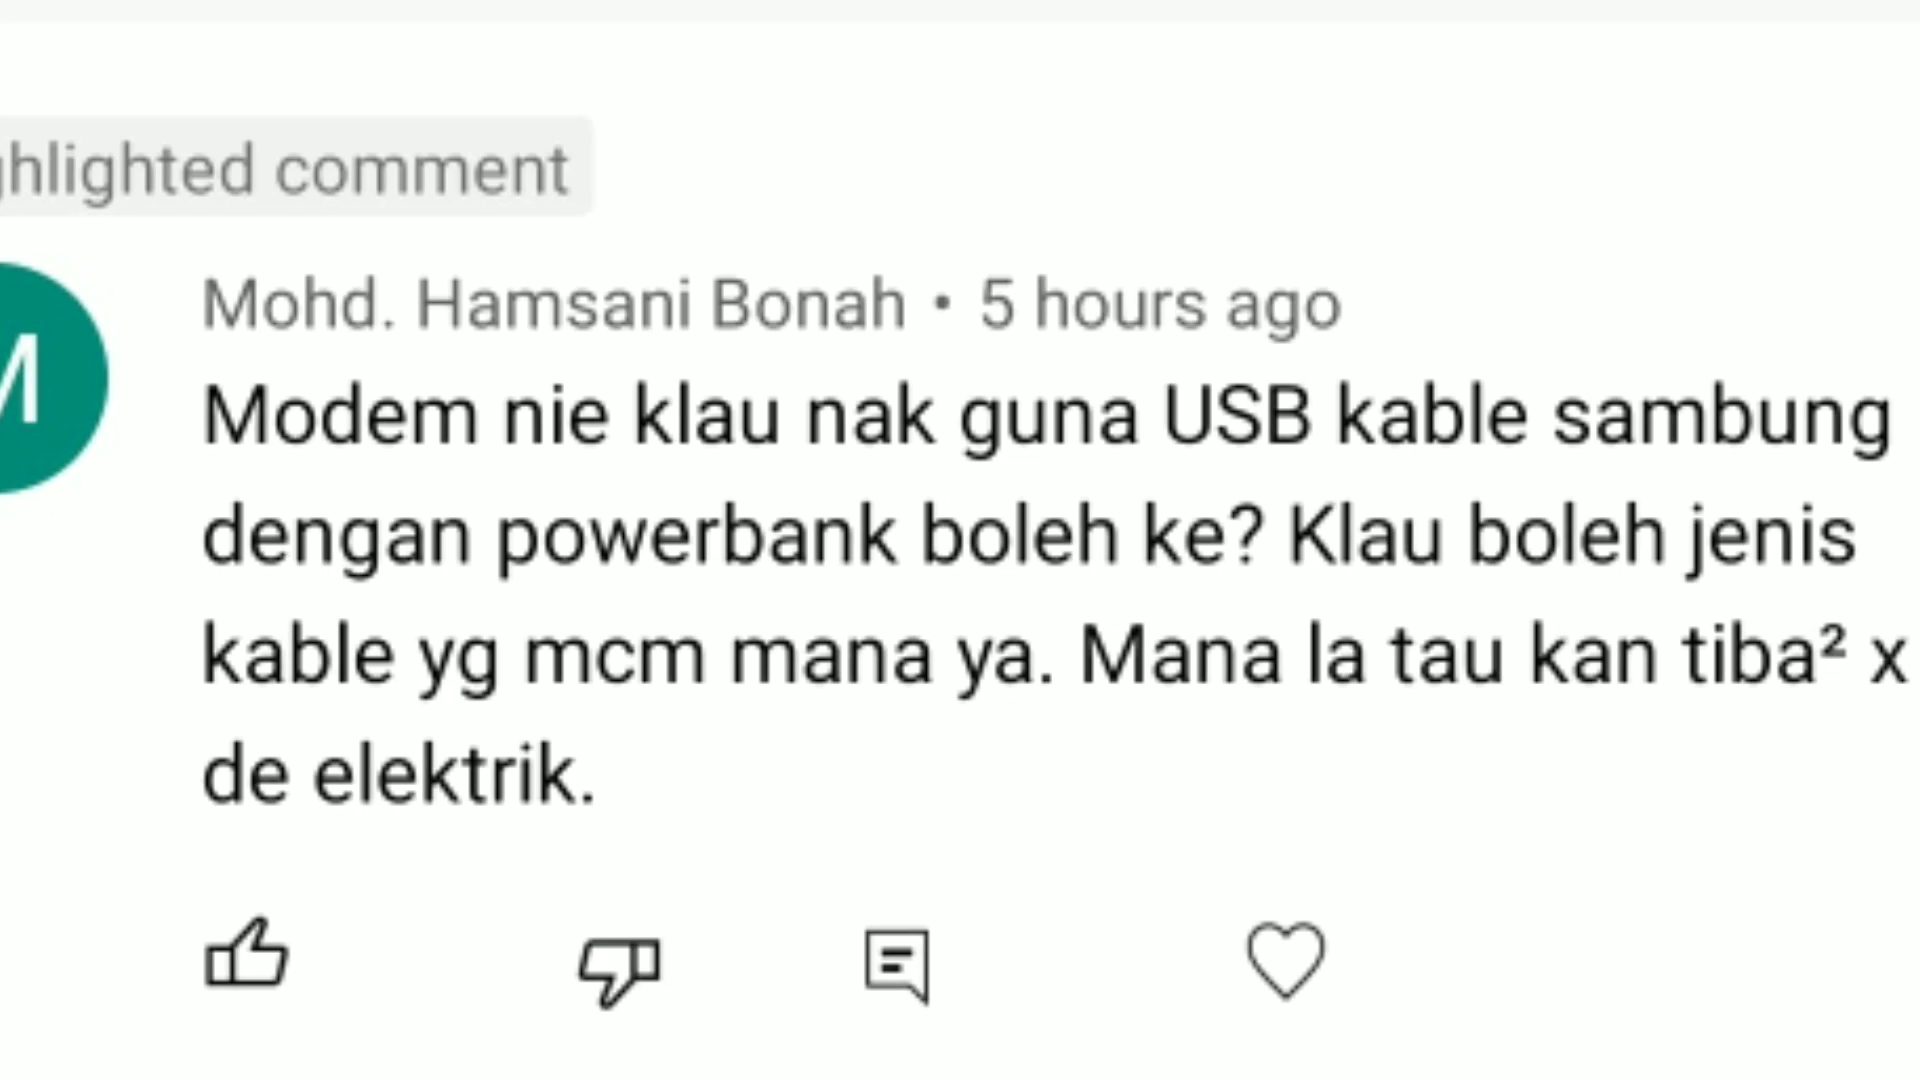 ghlighted comment
Mohd. Hamsani Bonah • 5 hours ago
M
Modem nie klau nak guna USB kable sambung
dengan powerbank boleh ke? Klau boleh jenis
kable yg mcm mana ya. Mana la tau kan tiba² x
de elektrik.